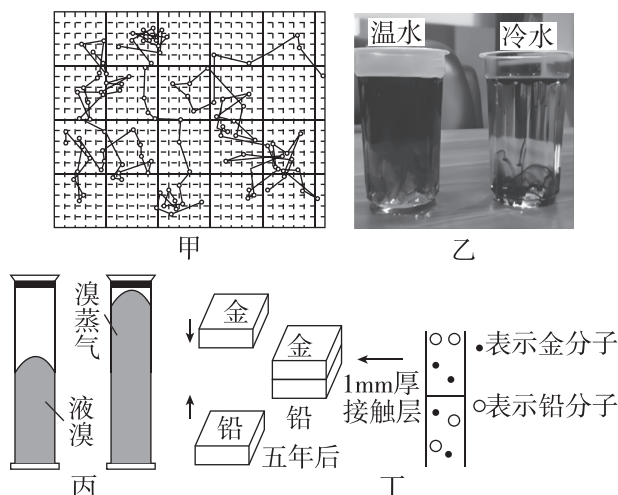 温水
冷水
甲
乙
溴蒸气
液溴
丙
金
铅
金
铅
五年后
1mm厚
接触层
表示金分子
表示铅分子
丁